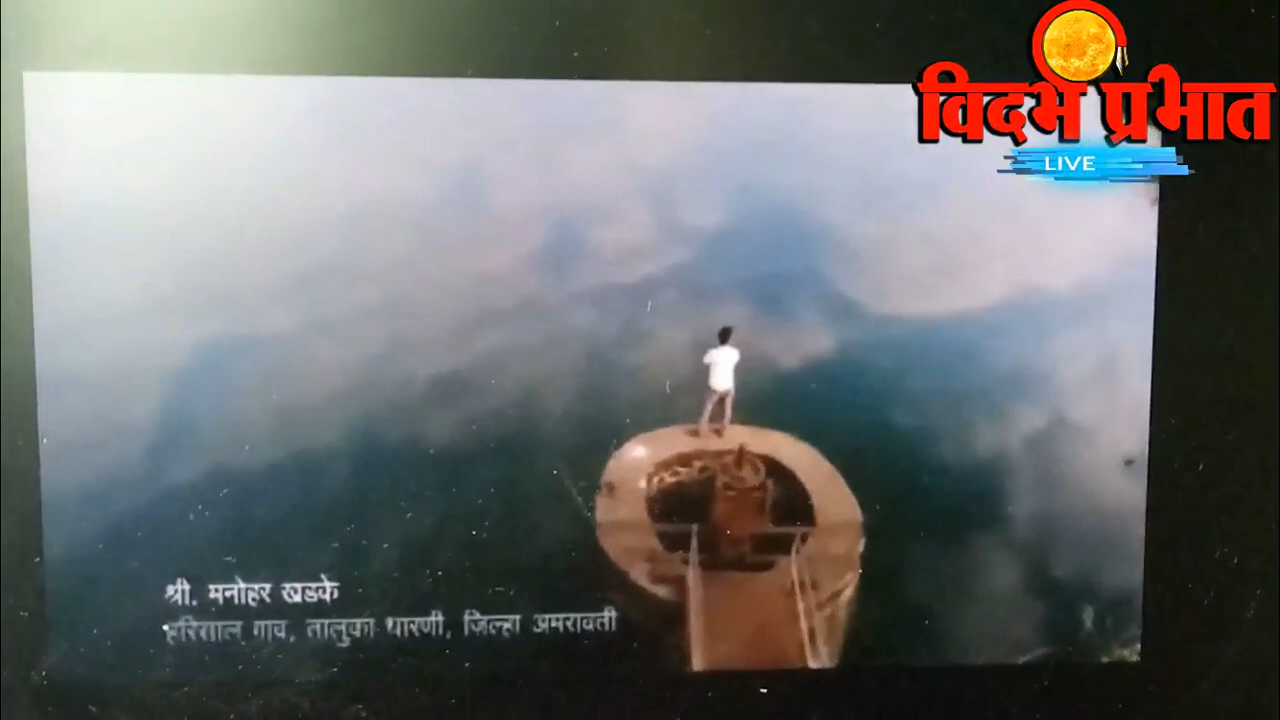 विदर्भ प्रभात
LIVE
श्री. मनोहर खडके
हरिसाल गाव, तालुका धारणी, जिल्हा अमरावती